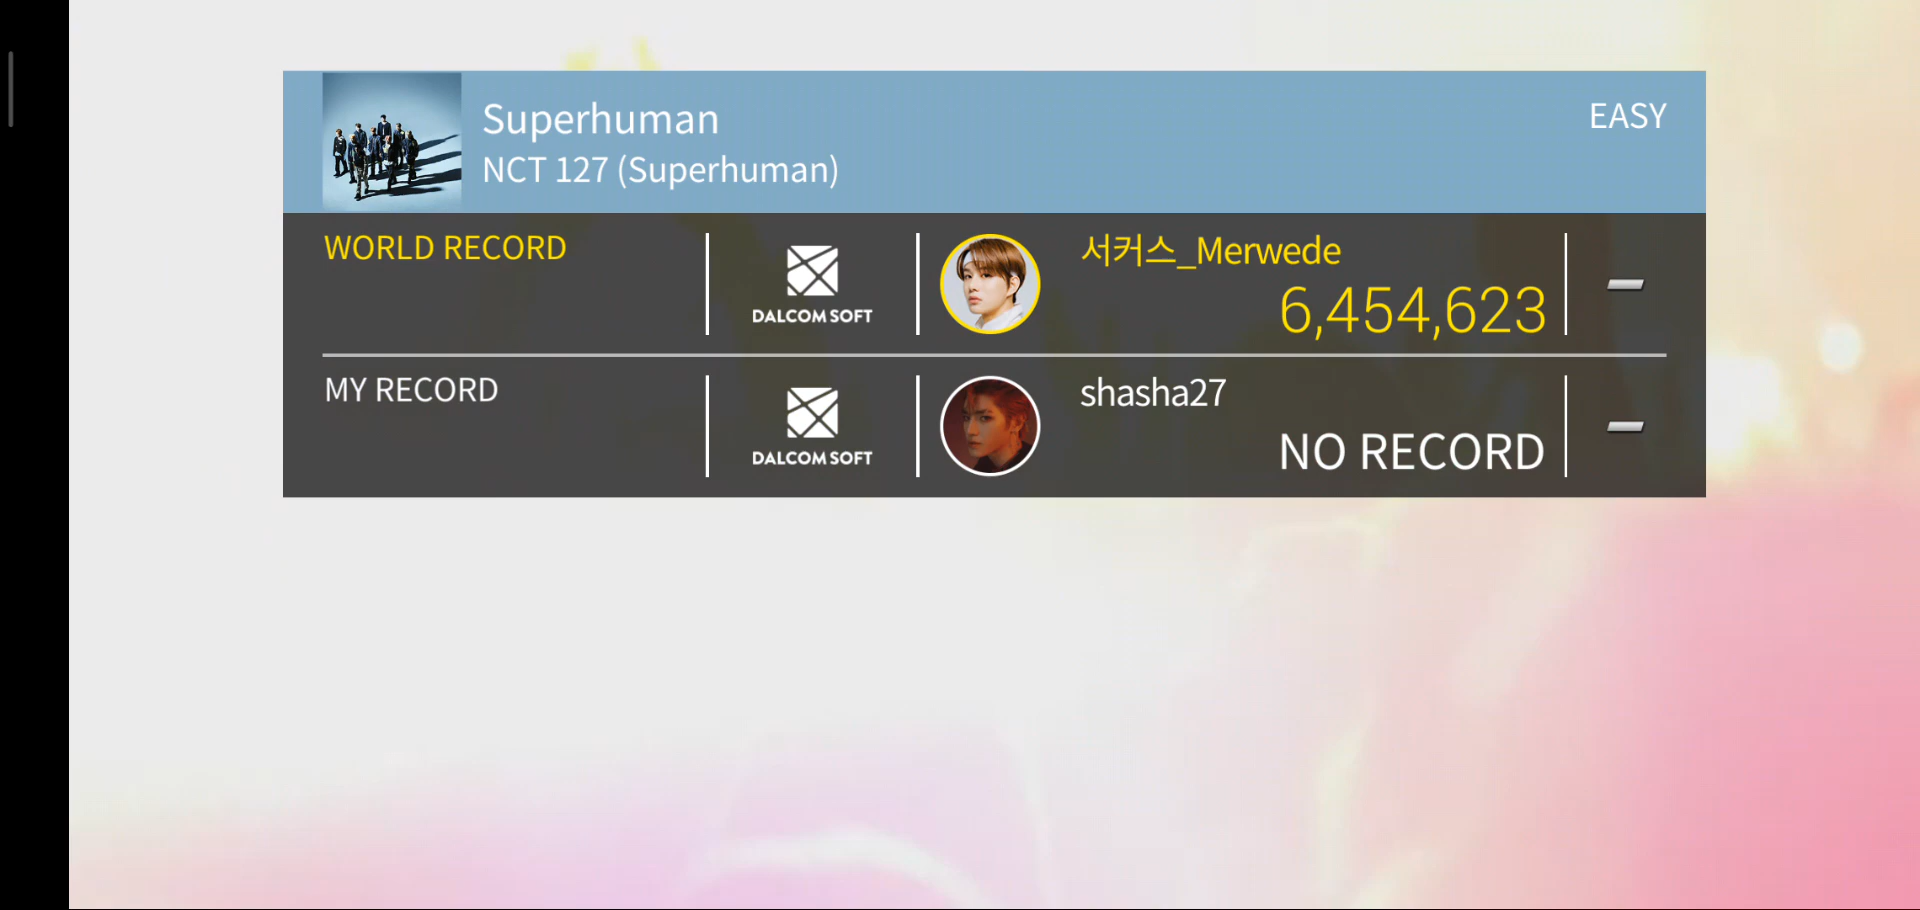 Superhuman
NCT 127 (Superhuman)
EASY
WORLD RECORD
DALCOM SOFT
서커스_Merwede
6,454,623
MY RECORD
DALCOM SOFT
shasha27
NO RECORD